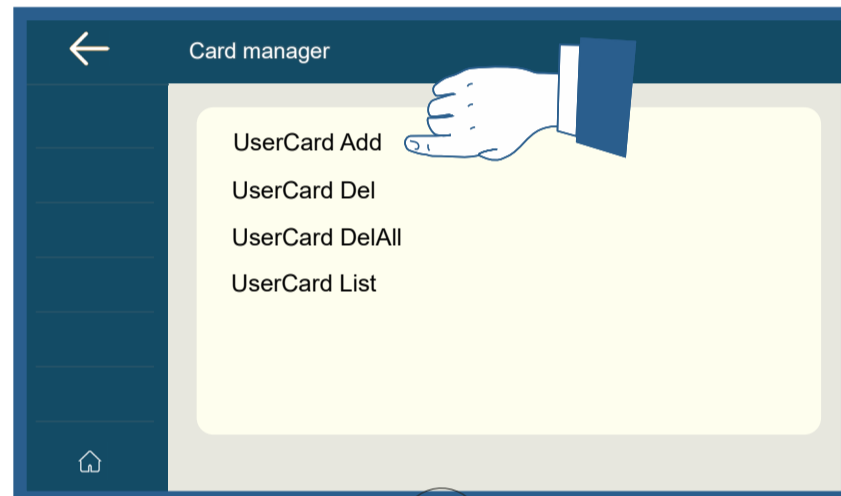 Card manager
UserCard Add
UserCard Del
UserCard DelAll
UserCard List